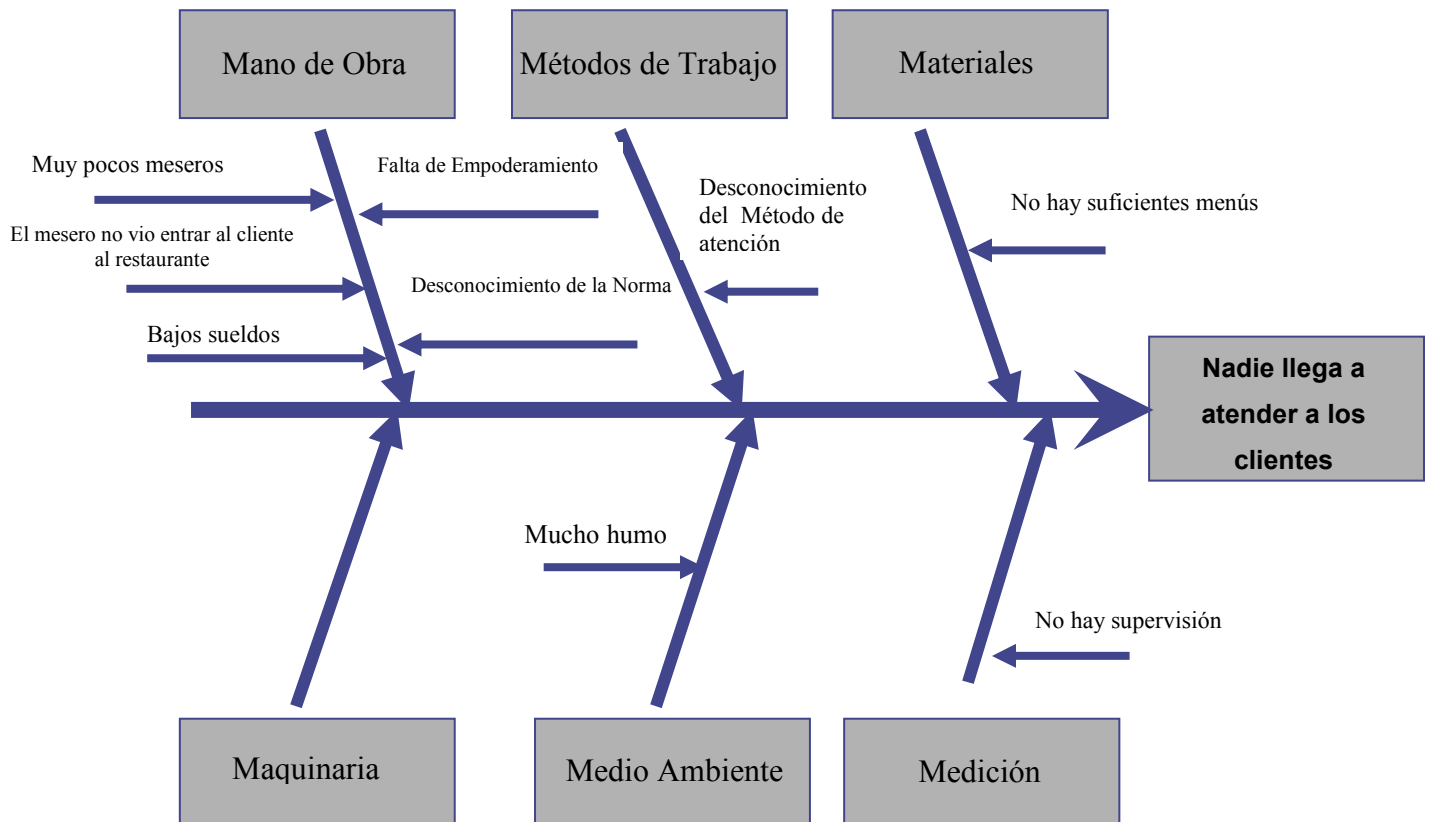 Mano de Obra
Métodos de Trabajo
Materiales
Muy pocos meseros
Falta de Empoderamiento
El mesero no vio entrar al cliente
al restaurante
Desconocimiento de la Norma
Bajos sueldos
Desconocimiento
del Método de
atención
No hay suficientes menús
Nadie llega a
atender a los
clientes
Mucho humo
No hay supervisión
Maquinaria
Medio Ambiente
Medición